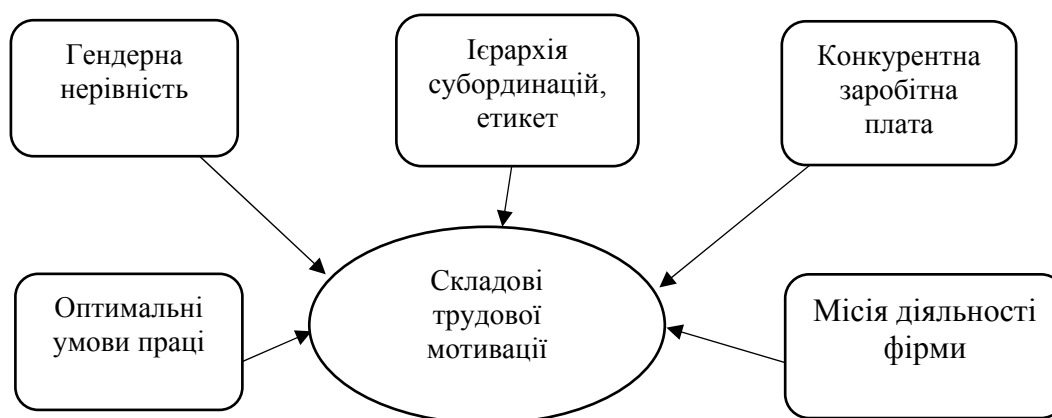 Гендерна
нерівність
Ієрархія
субординацій,
етикет
Конкурентна
заробітна
плата
Складові
трудової
мотивації
Оптимальні
умови праці
Місія діяльності
фірми